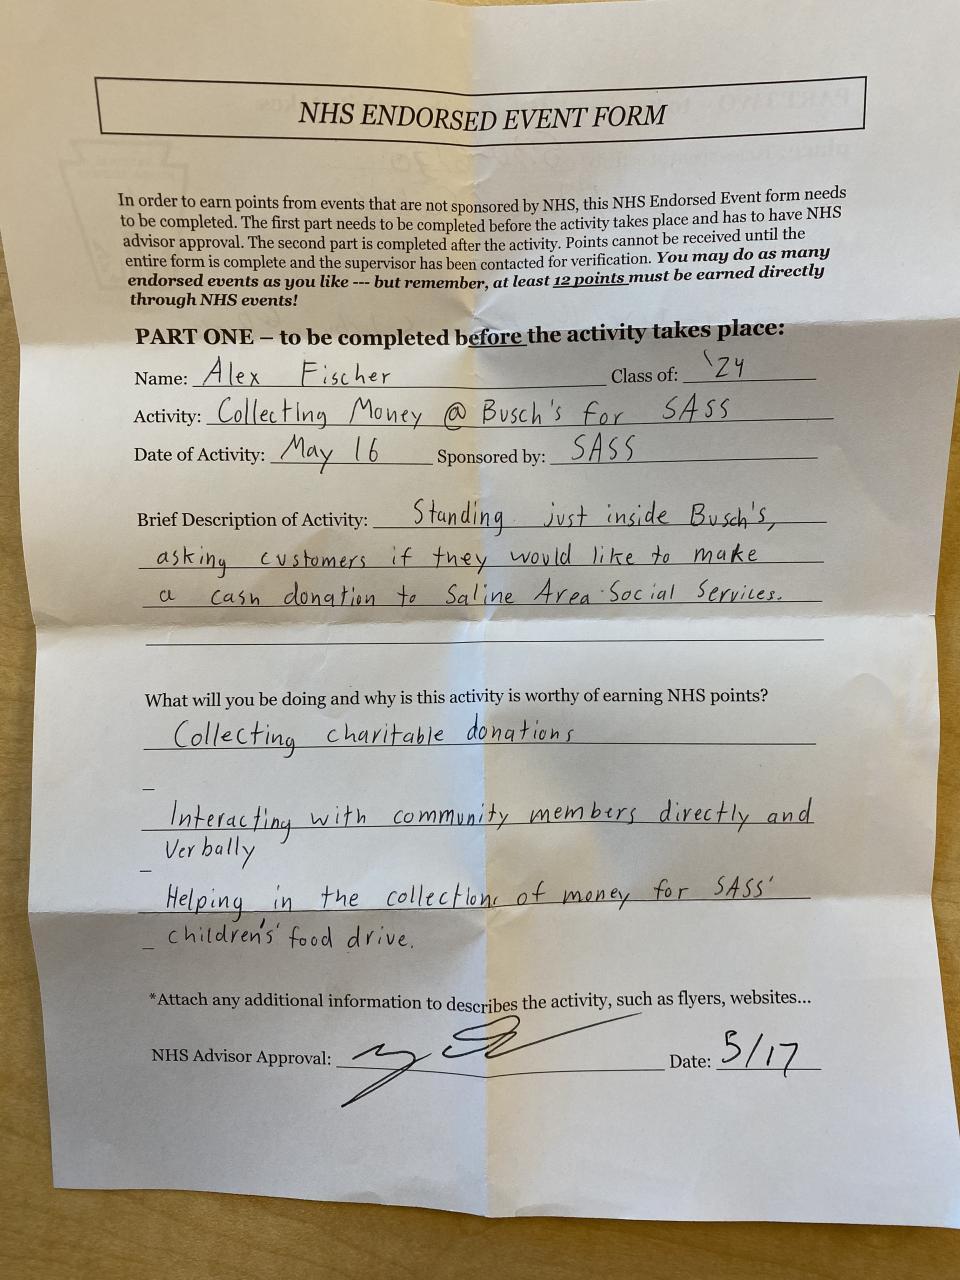 NHS ENDORSED EVENT FORM
In order to earn points from events that are not sponsored by NHS, this NHS Endorsed Event form needs
to be completed. The first part needs to be completed before the activity takes place and has to have NHS
advisor approval. The second part is completed after the activity. Points cannot be received until the
entire form is complete and the supervisor has been contacted for verification. You may do as many
endorsed events as you like --- but remember, at least 12 points must be earned directly
through NHS events!
PART ONE – to be completed before the activity takes place:
Name: Alex Fischer Class of: '24
Activity: Collecting Money @ Busch's for SASS
Date of Activity: May 16 Sponsored by: SASS
Brief Description of Activity: Standing just inside Busch's,
asking customers if they would like to make
a cash donation to Saline Area Social Services.
What will you be doing and why is this activity is worthy of earning NHS points?
Collecting charitable donations
Interacting with community members directly and
Verbally
Helping in the collection of money for SASS'
children's food drive.
*Attach any additional information to describes the activity, such as flyers, websites...
NHS Advisor Approval: Date: 5/17